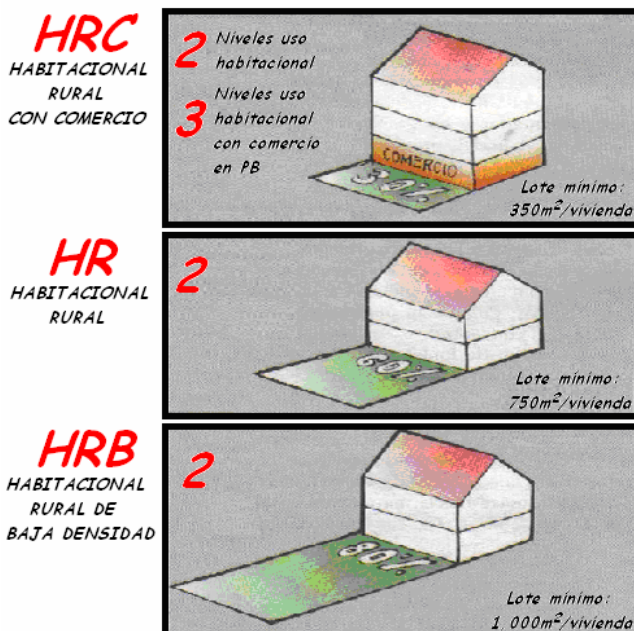 HRC
HABITACIONAL
RURAL
CON COMERCIO
2 Niveles uso
habitacional
3 Niveles uso
habitacional
con comercio
en PB
COMERCIO
30%
Lote mínimo:
350m²/vivienda
HR
HABITACIONAL
RURAL
2
60%
Lote mínimo:
750m²/vivienda
HRB
HABITACIONAL
RURAL DE
BAJA DENSIDAD
2
80%
Lote mínimo:
1,000m²/vivienda